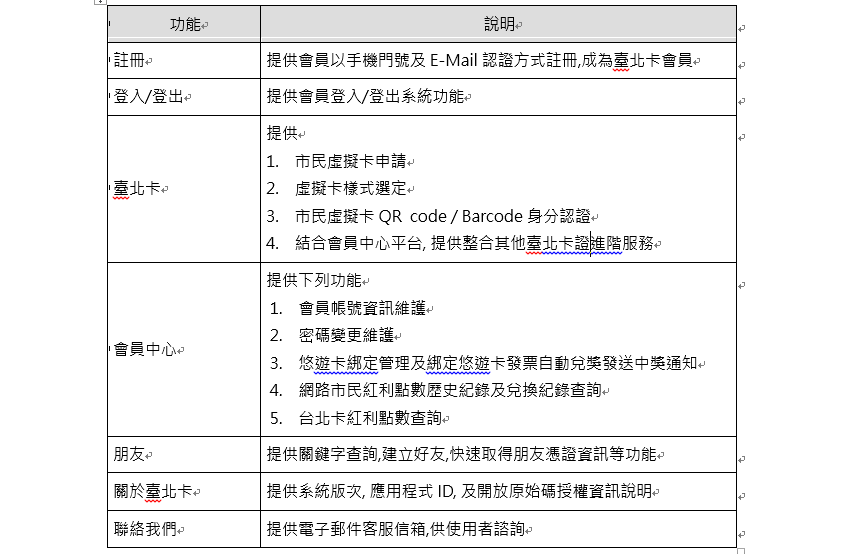 功能
說明
註冊
提供會員以手機門號及 E-Mail 認證方式註冊,成為臺北卡會員
登入/登出
提供會員登入/登出系統功能
臺北卡
提供
1. 市民虛擬卡申請
2. 虛擬卡樣式選定
3. 市民虛擬卡 QR code / Barcode 身分認證
4. 結合會員中心平台, 提供整合其他臺北卡證進階服務
會員中心
提供下列功能
1. 會員帳號資訊維護
2. 密碼變更維護
3. 悠遊卡綁定管理及綁定悠遊卡發票自動兌獎發送中獎通知
4. 網路市民紅利點數歷史紀錄及兌換紀錄查詢
5. 台北卡紅利點數查詢
朋友
提供關鍵字查詢,建立好友,快速取得朋友憑證資訊等功能
關於臺北卡
提供系統版次, 應用程式 ID, 及開放原始碼授權資訊說明
聯絡我們
提供電子郵件客服信箱,供使用者諮詢